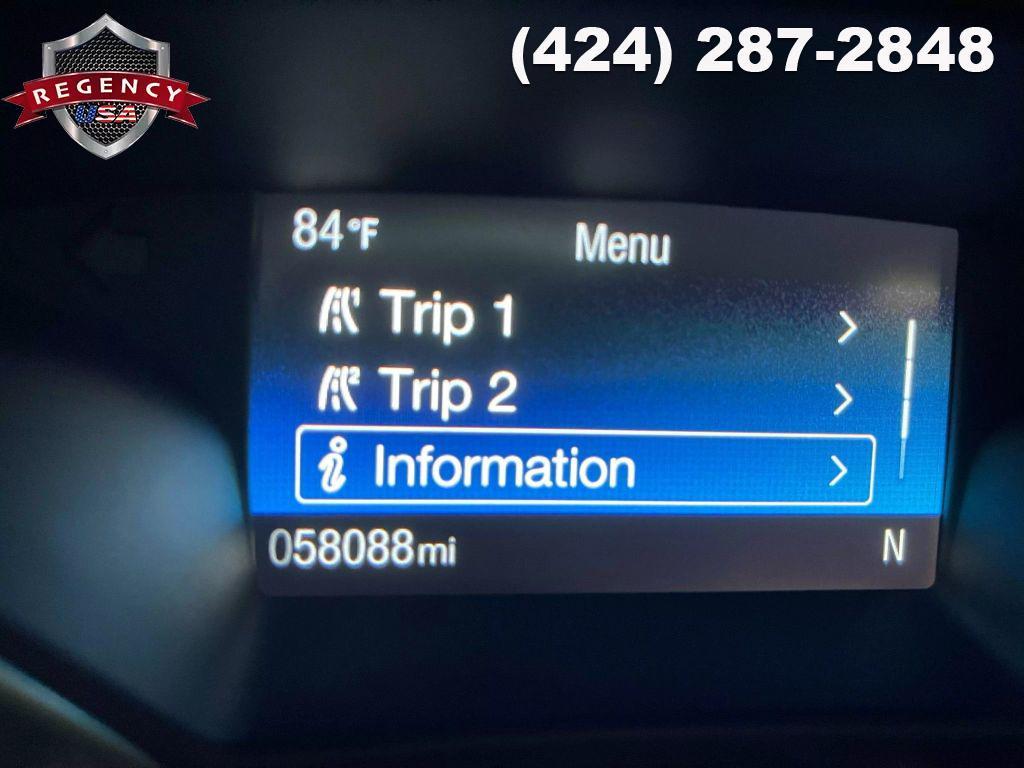 REGENCY
USA
(424) 287-2848
84°F
Menu
Trip 1
Trip 2
Information
058088mi
N